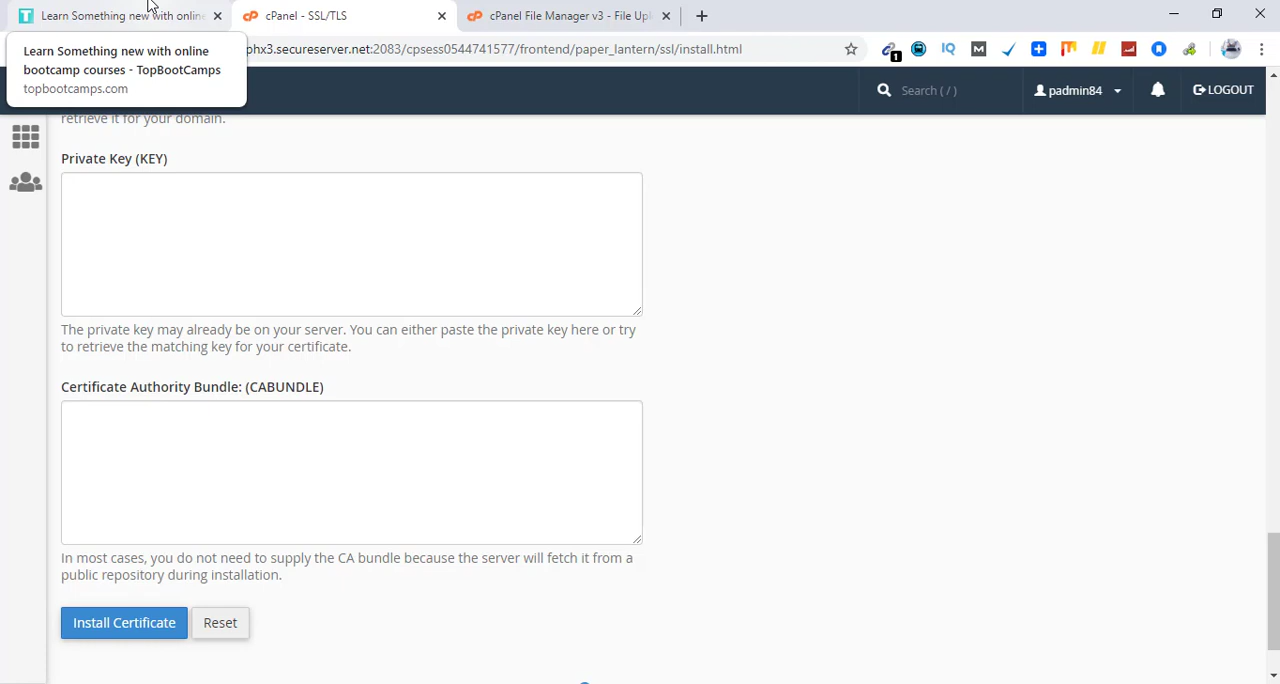 Learn Something new with online
cPanel - SSL/TLS
cPanel File Manager v3 - File Upl
Learn Something new with online
bootcamp courses - TopBootCamps
topbootcamps.com
phx3.secureserver.net:2083/cpsess0544741577/frontend/paper_lantern/ssl/install.html
1
IQ
M
Search ( / )
padmin84
LOGOUT
retrieve it for your domain.
Private Key (KEY)
The private key may already be on your server. You can either paste the private key here or try
to retrieve the matching key for your certificate.
Certificate Authority Bundle: (CABUNDLE)
In most cases, you do not need to supply the CA bundle because the server will fetch it from a
public repository during installation.
Install Certificate
Reset